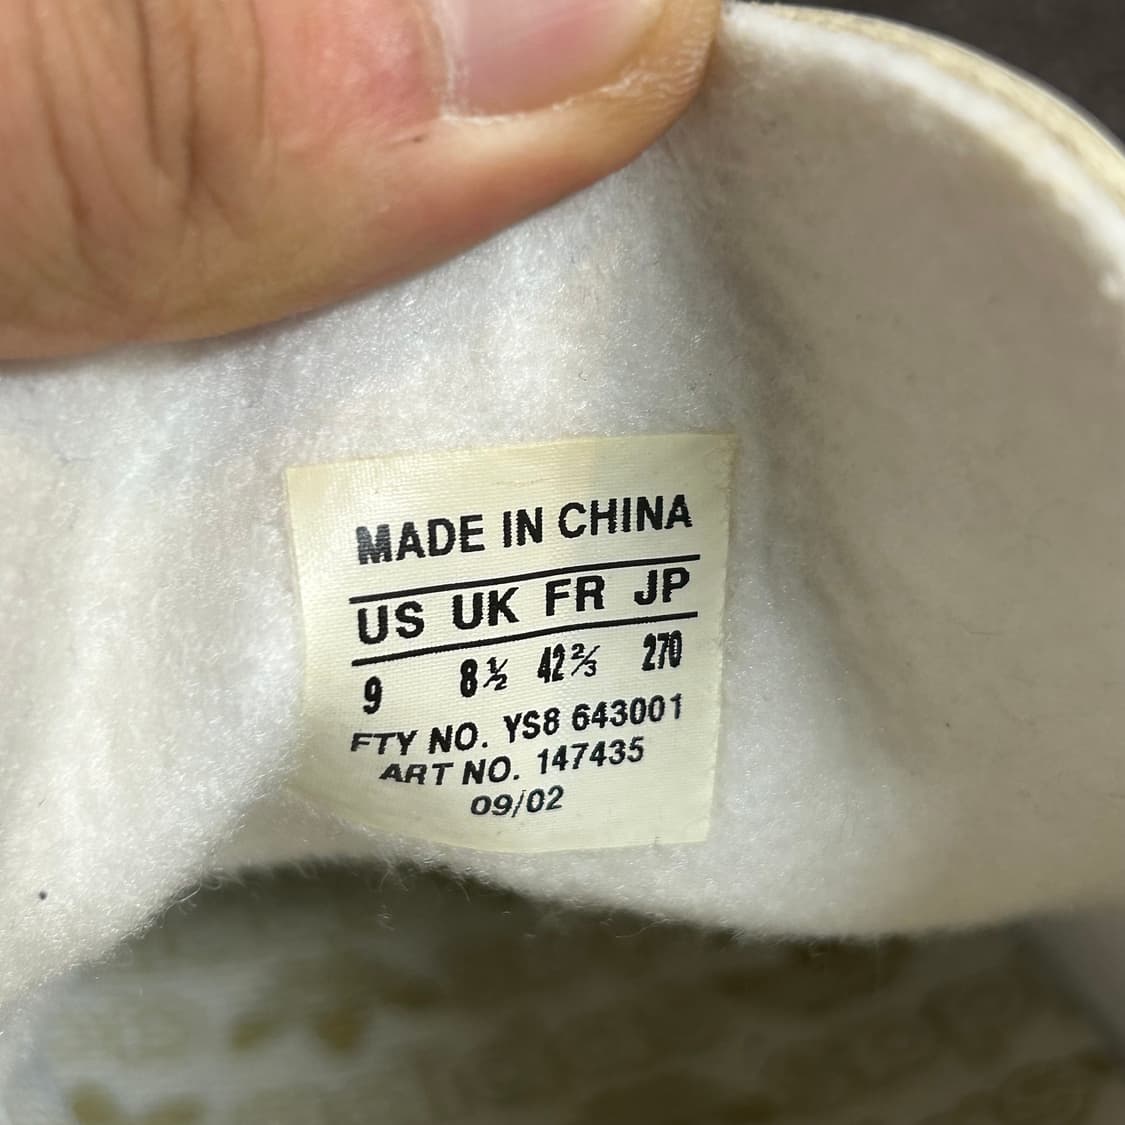 MADE IN CHINA
US UK FR JP
9 8½ 42⅔ 270
FTY NO. YS8 643001
ART NO. 147435
09/02